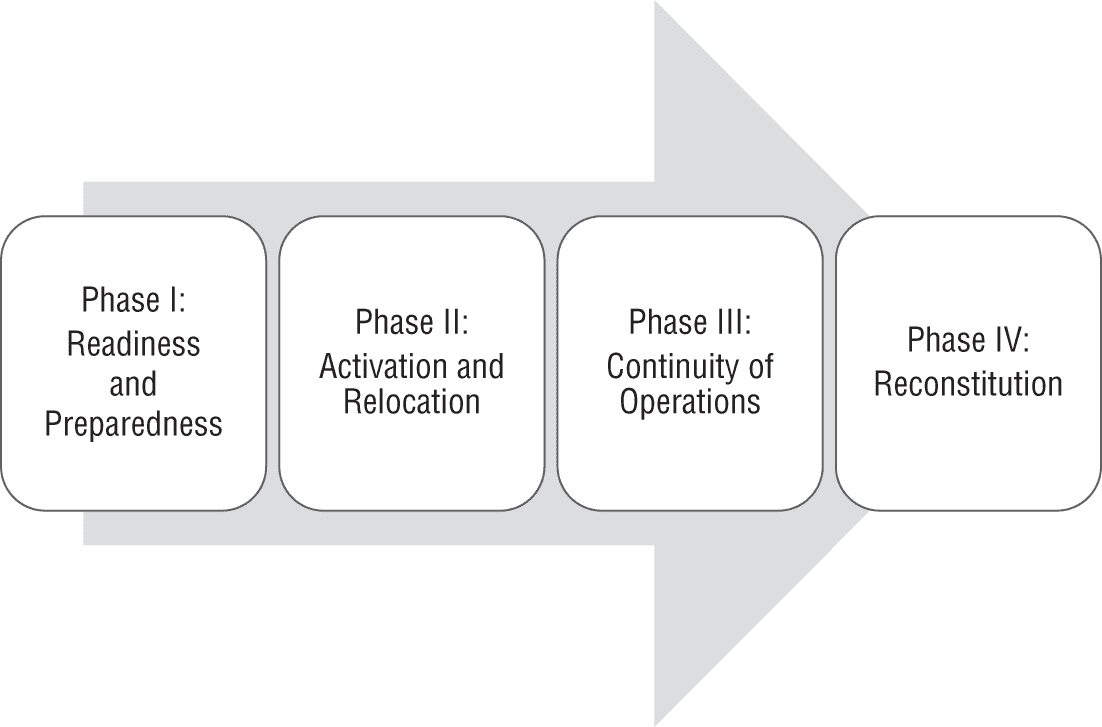 Phase I:
Readiness
and
Preparedness
Phase II:
Activation and
Relocation
Phase III:
Continuity of
Operations
Phase IV:
Reconstitution